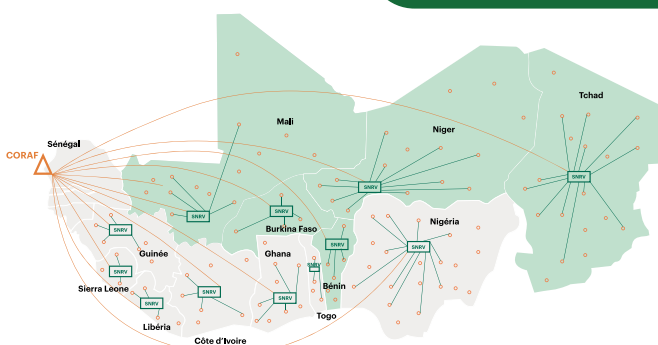 Tchad
Mali
Niger
Sénégal
CORAF
SNRV
SNRV
SNRV
SNRV
Burkina Faso
Nigéria
SNRV
SNRV
SNRV
Guinée
Ghana
SNRV
SNRV
Bénin
Sierra Leone
SNRV
SNRV
SNRV
Libéria
Togo
Côte d'Ivoire